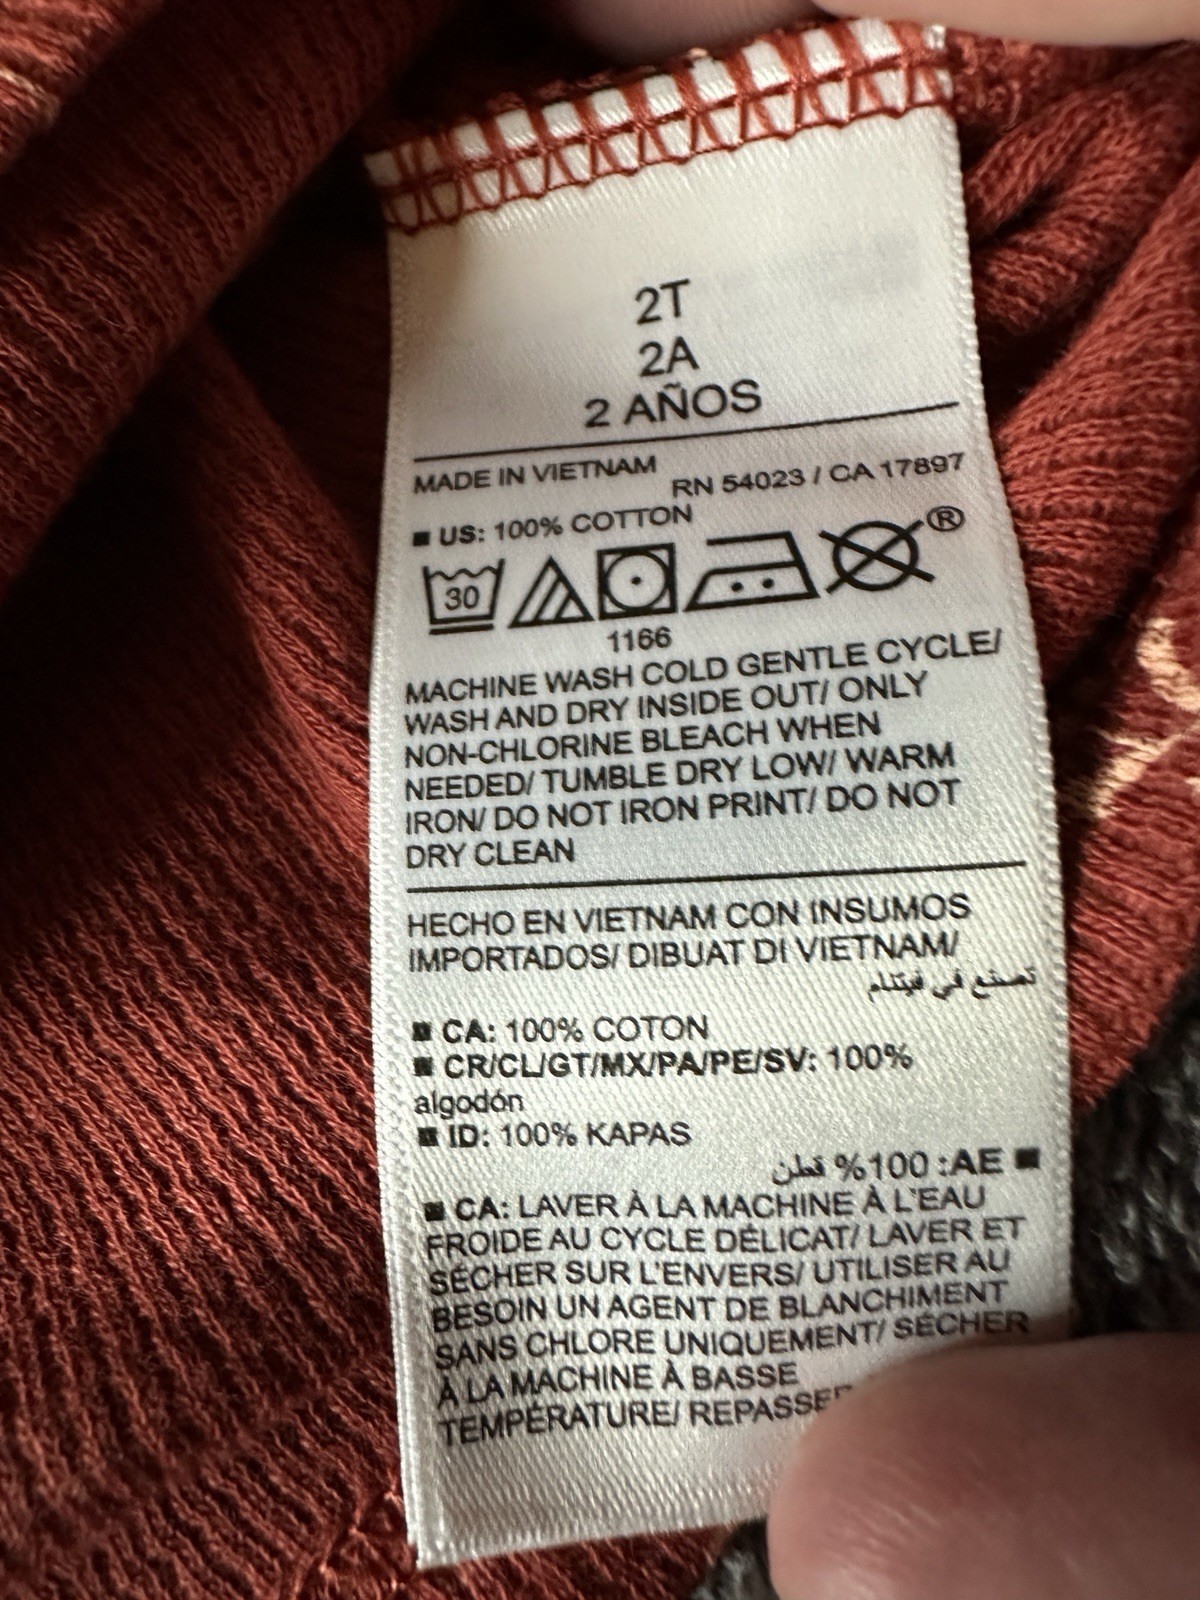 2T
2A
2 AÑOS
MADE IN VIETNAM
RN 54023 / CA 17897
■ US: 100% COTTON
30
®
1166
MACHINE WASH COLD GENTLE CYCLE/
WASH AND DRY INSIDE OUT/ ONLY
NON-CHLORINE BLEACH WHEN
NEEDED/ TUMBLE DRY LOW/ WARM
IRON/ DO NOT IRON PRINT/ DO NOT
DRY CLEAN
HECHO EN VIETNAM CON INSUMOS
IMPORTADOS/ DIBUAT DI VIETNAM/
تصنع في فيتنام
■ CA: 100% COTON
■ CR/CL/GT/MX/PA/PE/SV: 100%
algodón
■ ID: 100% KAPAS
■ AE: 100% قطن
■ CA: LAVER À LA MACHINE À L'EAU
FROIDE AU CYCLE DÉLICAT/ LAVER ET
SÉCHER SUR L'ENVERS/ UTILISER AU
BESOIN UN AGENT DE BLANCHIMENT
SANS CHLORE UNIQUEMENT/ SÉCHER
À LA MACHINE À BASSE
TEMPÉRATURE/ REPASSER